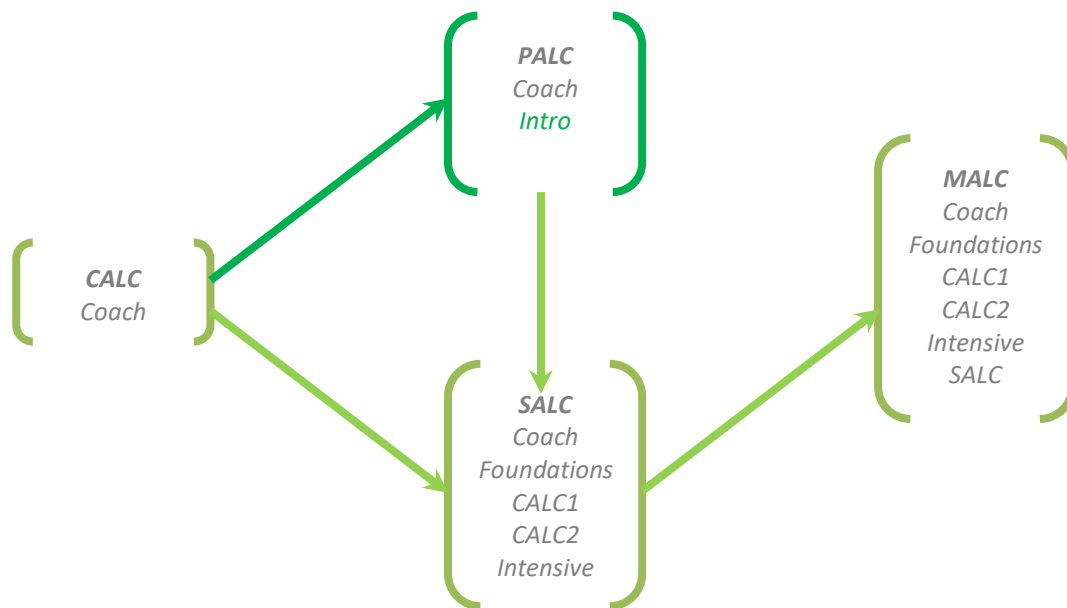 PALC
Coach
Intro
CALC
Coach
MALC
Coach
Foundations
CALC1
CALC2
Intensive
SALC
SALC
Coach
Foundations
CALC1
CALC2
Intensive